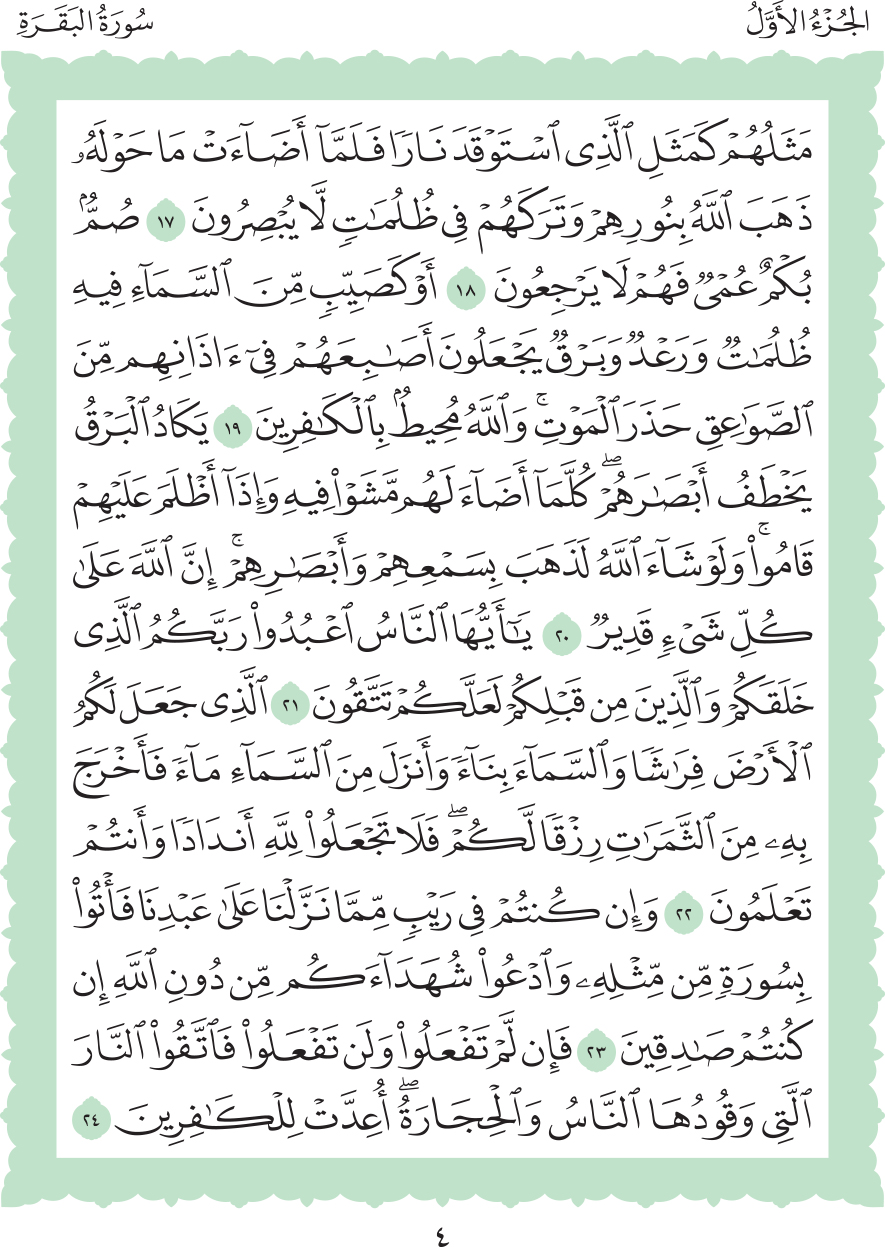 الجُزْءُ الأَوَّلُ
سُورَةُ البَقَرَةِ
مَثَلُهُمْ كَمَثَلِ ٱلَّذِى ٱسْتَوْقَدَ نَارًا فَلَمَّآ أَضَآءَتْ مَا حَوْلَهُۥ
ذَهَبَ ٱللَّهُ بِنُورِهِمْ وَتَرَكَهُمْ فِى ظُلُمَـٰتٍ لَّا يُبْصِرُونَ ١٧ صُمٌّۢ
بُكْمٌ عُمْىٌ فَهُمْ لَا يَرْجِعُونَ ١٨ أَوْ كَصَيِّبٍ مِّنَ ٱلسَّمَآءِ فِيهِ
ظُلُمَـٰتٌ وَرَعْدٌ وَبَرْقٌ يَجْعَلُونَ أَصَـٰبِعَهُمْ فِىٓ ءَاذَانِهِم مِّنَ
ٱلصَّوَٰعِقِ حَذَرَ ٱلْمَوْتِ ۚ وَٱللَّهُ مُحِيطٌۢ بِٱلْكَـٰفِرِينَ ١٩ يَكَادُ ٱلْبَرْقُ
يَخْطَفُ أَبْصَـٰرَهُمْ ۖ كُلَّمَآ أَضَآءَ لَهُم مَّشَوْا۟ فِيهِ وَإِذَآ أَظْلَمَ عَلَيْهِمْ
قَامُوا۟ ۚ وَلَوْ شَآءَ ٱللَّهُ لَذَهَبَ بِسَمْعِهِمْ وَأَبْصَـٰرِهِمْ ۚ إِنَّ ٱللَّهَ عَلَىٰ
كُلِّ شَىْءٍ قَدِيرٌ ٢٠ يَـٰٓأَيُّهَا ٱلنَّاسُ ٱعْبُدُوا۟ رَبَّكُمُ ٱلَّذِى
خَلَقَكُمْ وَٱلَّذِينَ مِن قَبْلِكُمْ لَعَلَّكُمْ تَتَّقُونَ ٢١ ٱلَّذِى جَعَلَ لَكُمُ
ٱلْأَرْضَ فِرَٰشًا وَٱلسَّمَآءَ بِنَآءً وَأَنزَلَ مِنَ ٱلسَّمَآءِ مَآءً فَأَخْرَجَ
بِهِۦ مِنَ ٱلثَّمَرَٰتِ رِزْقًا لَّكُمْ ۖ فَلَا تَجْعَلُوا۟ لِلَّهِ أَندَادًا وَأَنتُمْ
تَعْلَمُونَ ٢٢ وَإِن كُنتُمْ فِى رَيْبٍ مِّمَّا نَزَّلْنَا عَلَىٰ عَبْدِنَا فَأْتُوا۟
بِسُورَةٍ مِّن مِّثْلِهِۦ وَٱدْعُوا۟ شُهَدَآءَكُم مِّن دُونِ ٱللَّهِ إِن
كُنتُمْ صَـٰدِقِينَ ٢٣ فَإِن لَّمْ تَفْعَلُوا۟ وَلَن تَفْعَلُوا۟ فَٱتَّقُوا۟ ٱلنَّارَ
ٱلَّتِى وَقُودُهَا ٱلنَّاسُ وَٱلْحِجَارَةُ ۖ أُعِدَّتْ لِلْكَـٰفِرِينَ ٢٤
٤